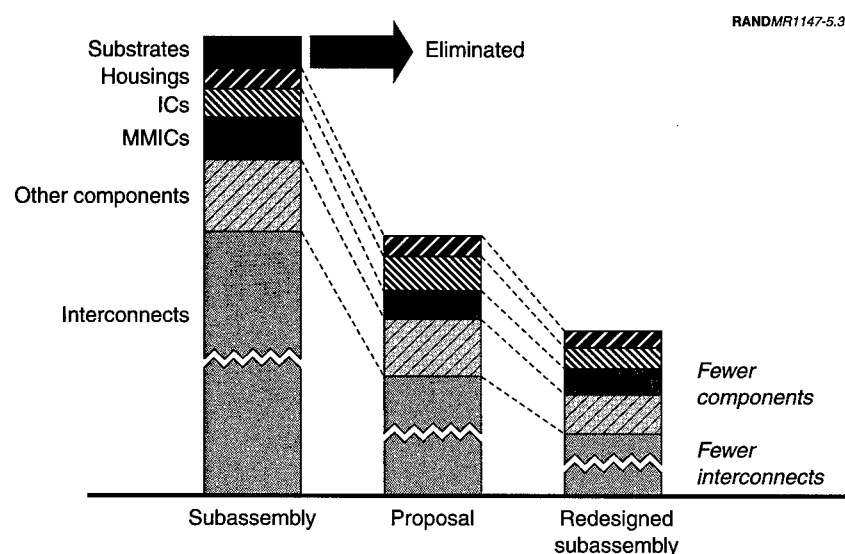 RANDMR1147-5.3
Substrates
Eliminated
Housings
ICs
MMICs
Other components
Interconnects
Fewer
components
Fewer
interconnects
Subassembly
Proposal
Redesigned
subassembly